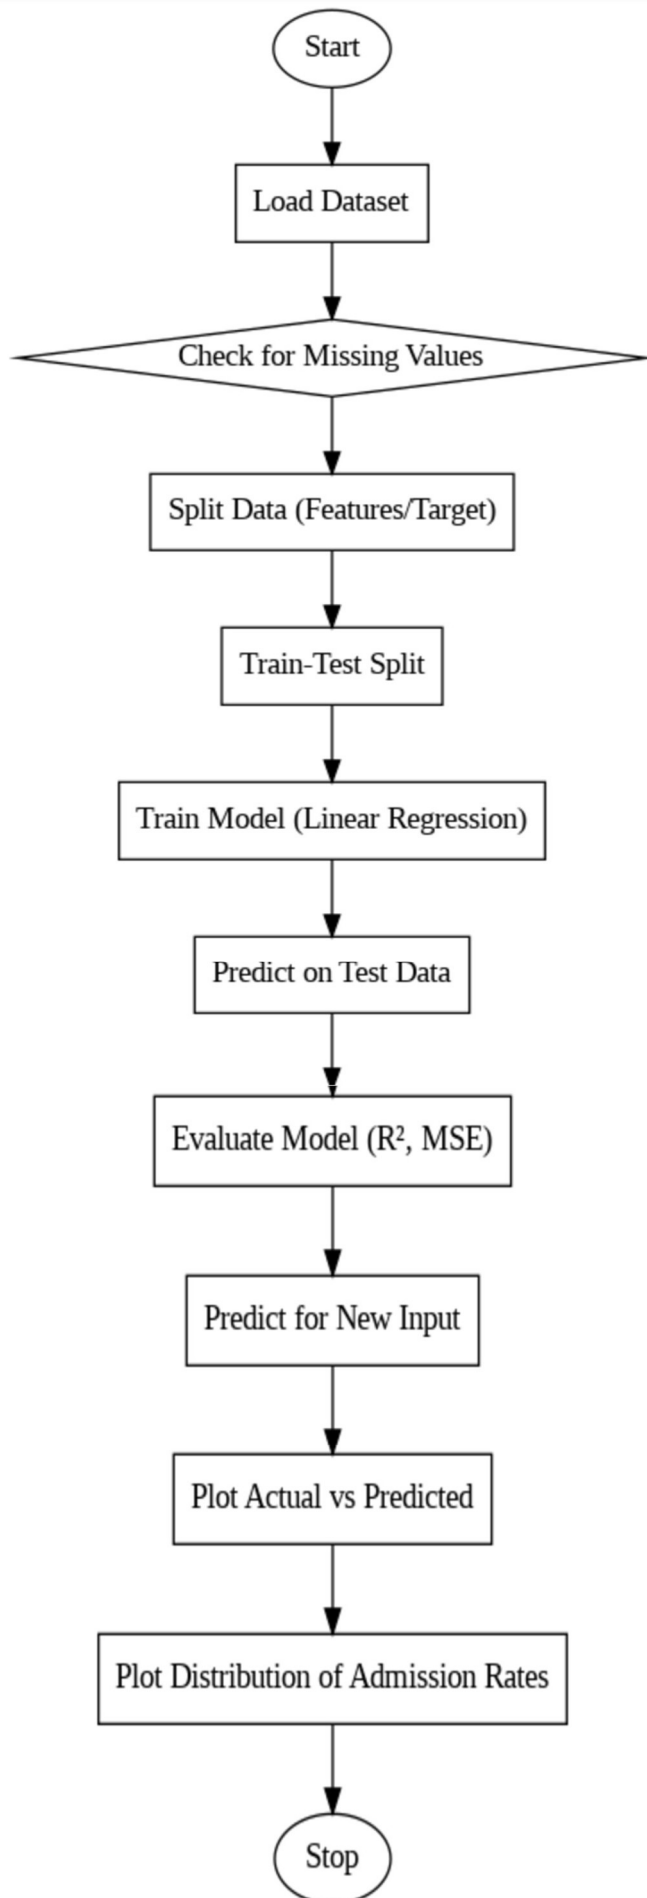 Start
Load Dataset
Check for Missing Values
Split Data (Features/Target)
Train-Test Split
Train Model (Linear Regression)
Predict on Test Data
Evaluate Model (R², MSE)
Predict for New Input
Plot Actual vs Predicted
Plot Distribution of Admission Rates
Stop